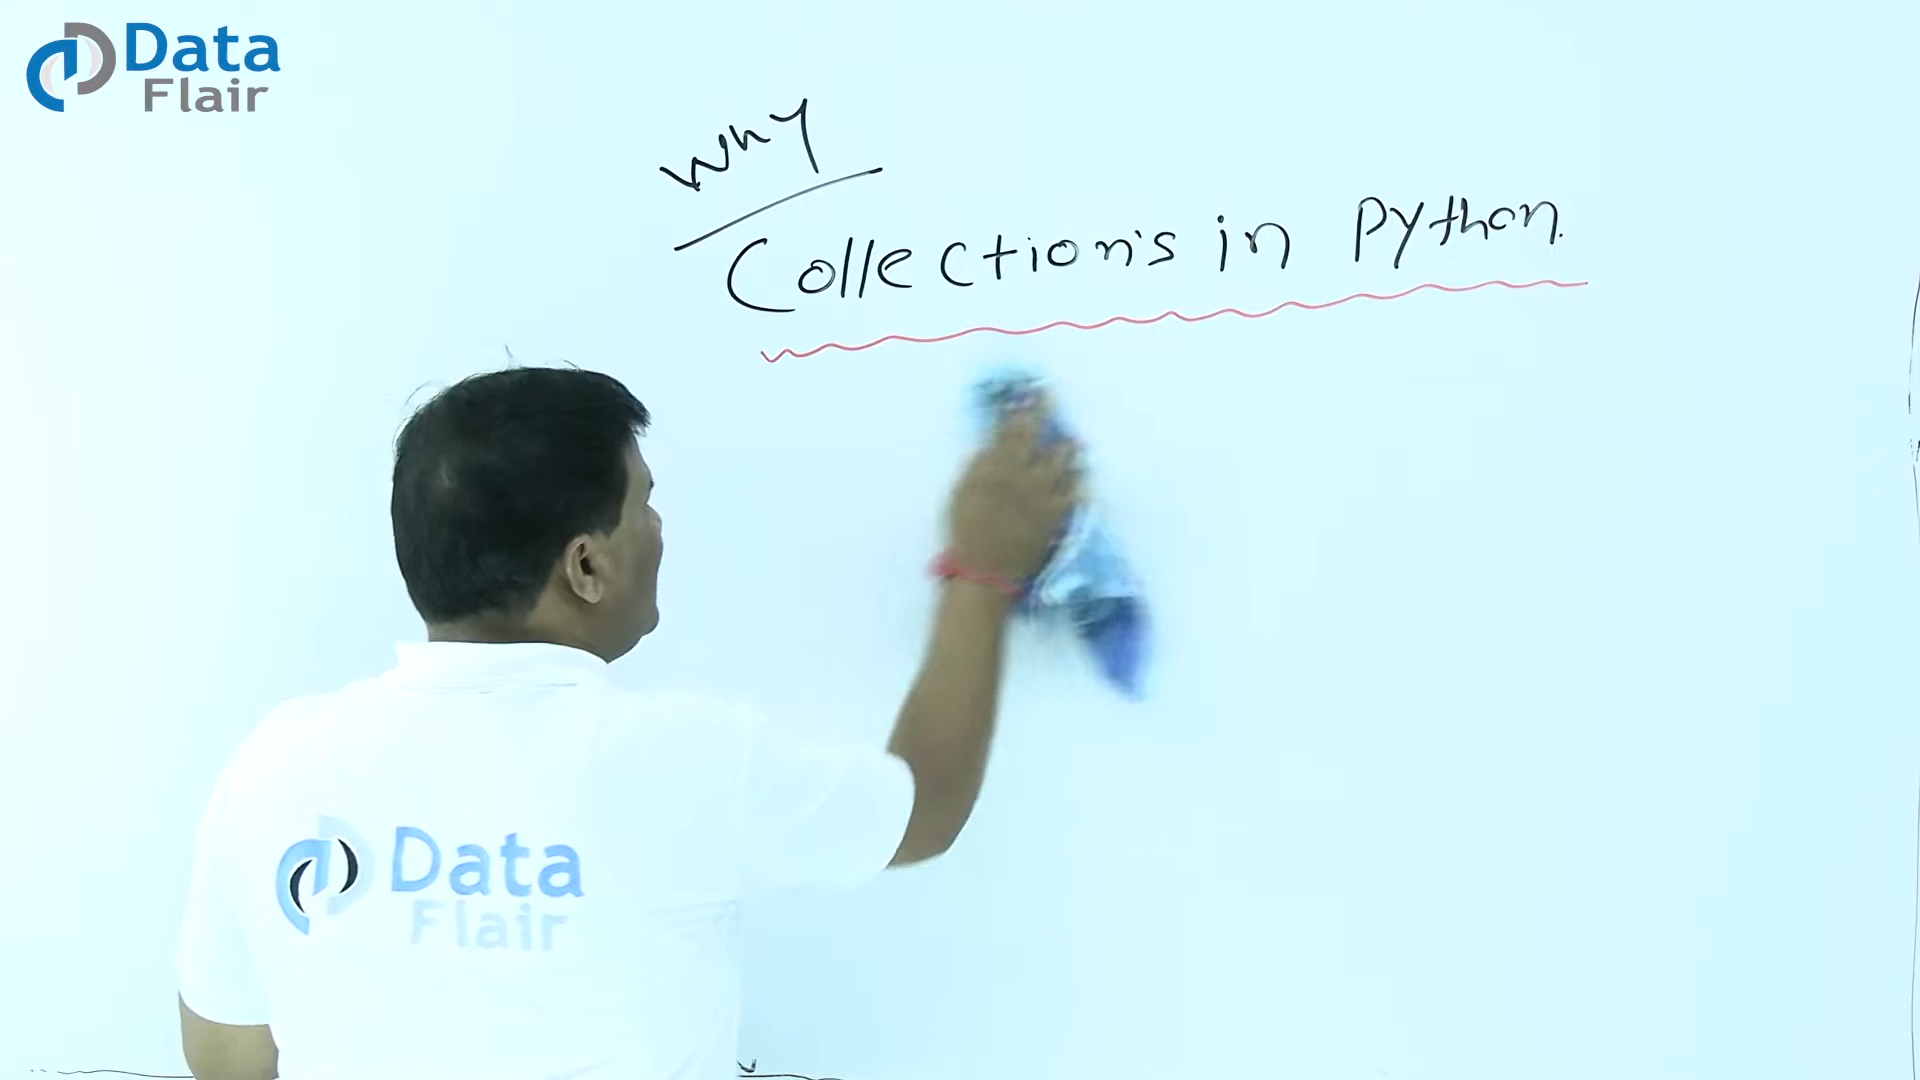 Data
Flair
Why
Collection's in Python.
Data
Flair